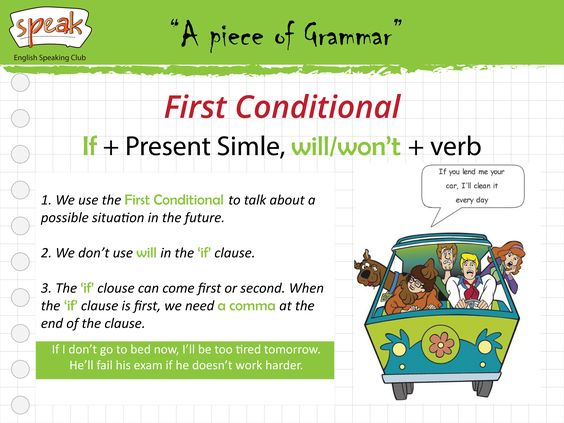 speak
English Speaking Club
“A piece of Grammar”
First Conditional
If + Present Simle, will/won’t + verb
If you lend me your
car, I'll clean it
every day
1. We use the First Conditional to talk about a
possible situation in the future.
2. We don’t use will in the ‘if’ clause.
3. The ‘if’ clouse can come first or second. When
the ‘if’ clause is first, we need a comma at the
end of the clause.
If I don’t go to bed now, I’ll be too tired tomorrow.
He’ll fail his exam if he doesn’t work harder.